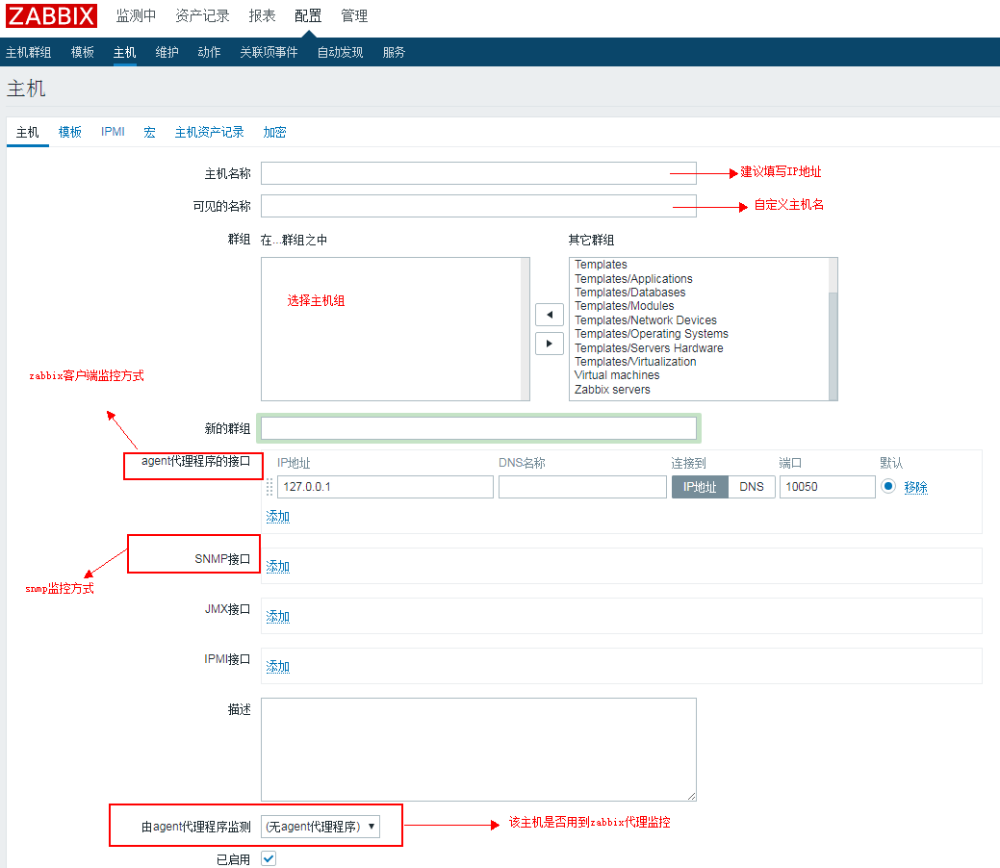 ZABBIX 监测中 资产记录 报表 配置 管理
主机群组 模板 主机 维护 动作 关联项事件 自动发现 服务
主机
主机 模板 IPMI 宏 主机资产记录 加密
主机名称 建议填写IP地址
可见的名称 自定义主机名
群组 在...群组之中 其它群组
选择主机组
Templates
Templates/Applications
Templates/Databases
Templates/Modules
Templates/Network Devices
Templates/Operating Systems
Templates/Servers Hardware
Templates/Virtualization
Virtual machines
Zabbix servers
zabbix客户端监控方式
新的群组
agent代理程序的接口 IP地址 DNS名称 连接到 端口 默认
127.0.0.1 IP地址 DNS 10050 移除
添加
SNMP接口 添加
snmp监控方式
JMX接口 添加
IPMI接口 添加
描述
由agent代理程序监测 (无agent代理程序) 该主机是否用到zabbix代理监控
已启用